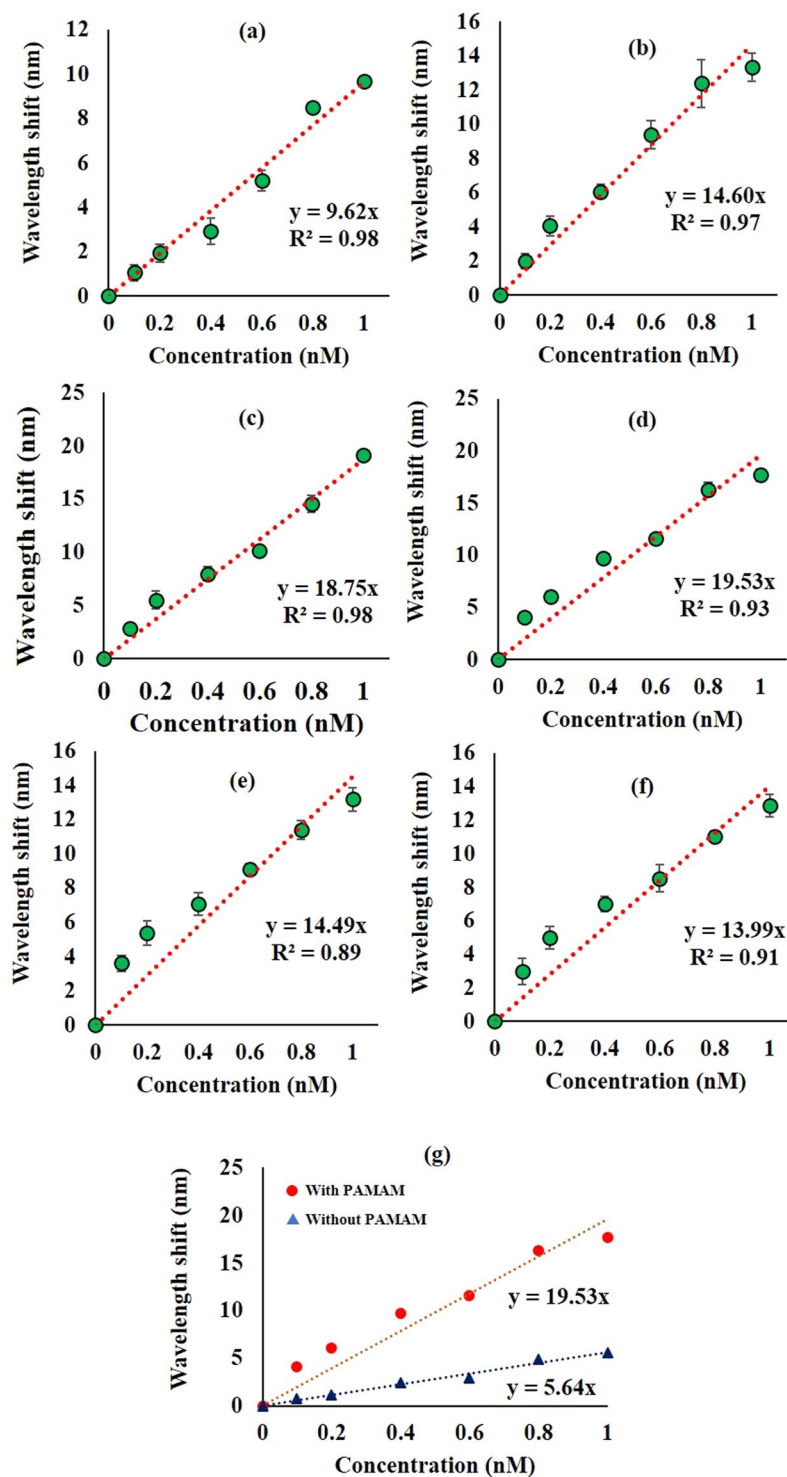 (a)
Wavelength shift (nm)
12
10
8
6
4
2
0
y = 9.62x
R² = 0.98
0 0.2 0.4 0.6 0.8 1
Concentration (nM)
(b)
Wavelength shift (nm)
16
14
12
10
8
6
4
2
0
y = 14.60x
R² = 0.97
0 0.2 0.4 0.6 0.8 1
Concentration (nM)
(c)
Wavelength shift (nm)
25
20
15
10
5
0
y = 18.75x
R² = 0.98
0 0.2 0.4 0.6 0.8 1
Concentration (nM)
(d)
Wavelength shift (nm)
25
20
15
10
5
0
y = 19.53x
R² = 0.93
0 0.2 0.4 0.6 0.8 1
Concentration (nM)
(e)
Wavelength shift (nm)
16
14
12
10
8
6
4
2
0
y = 14.49x
R² = 0.89
0 0.2 0.4 0.6 0.8 1
Concentration (nM)
(f)
Wavelength shift (nm)
16
14
12
10
8
6
4
2
0
y = 13.99x
R² = 0.91
0 0.2 0.4 0.6 0.8 1
Concentration (nM)
(g)
Wavelength shift (nm)
25
20
15
10
5
0
With PAMAM
Without PAMAM
y = 19.53x
y = 5.64x
0 0.2 0.4 0.6 0.8 1
Concentration (nM)